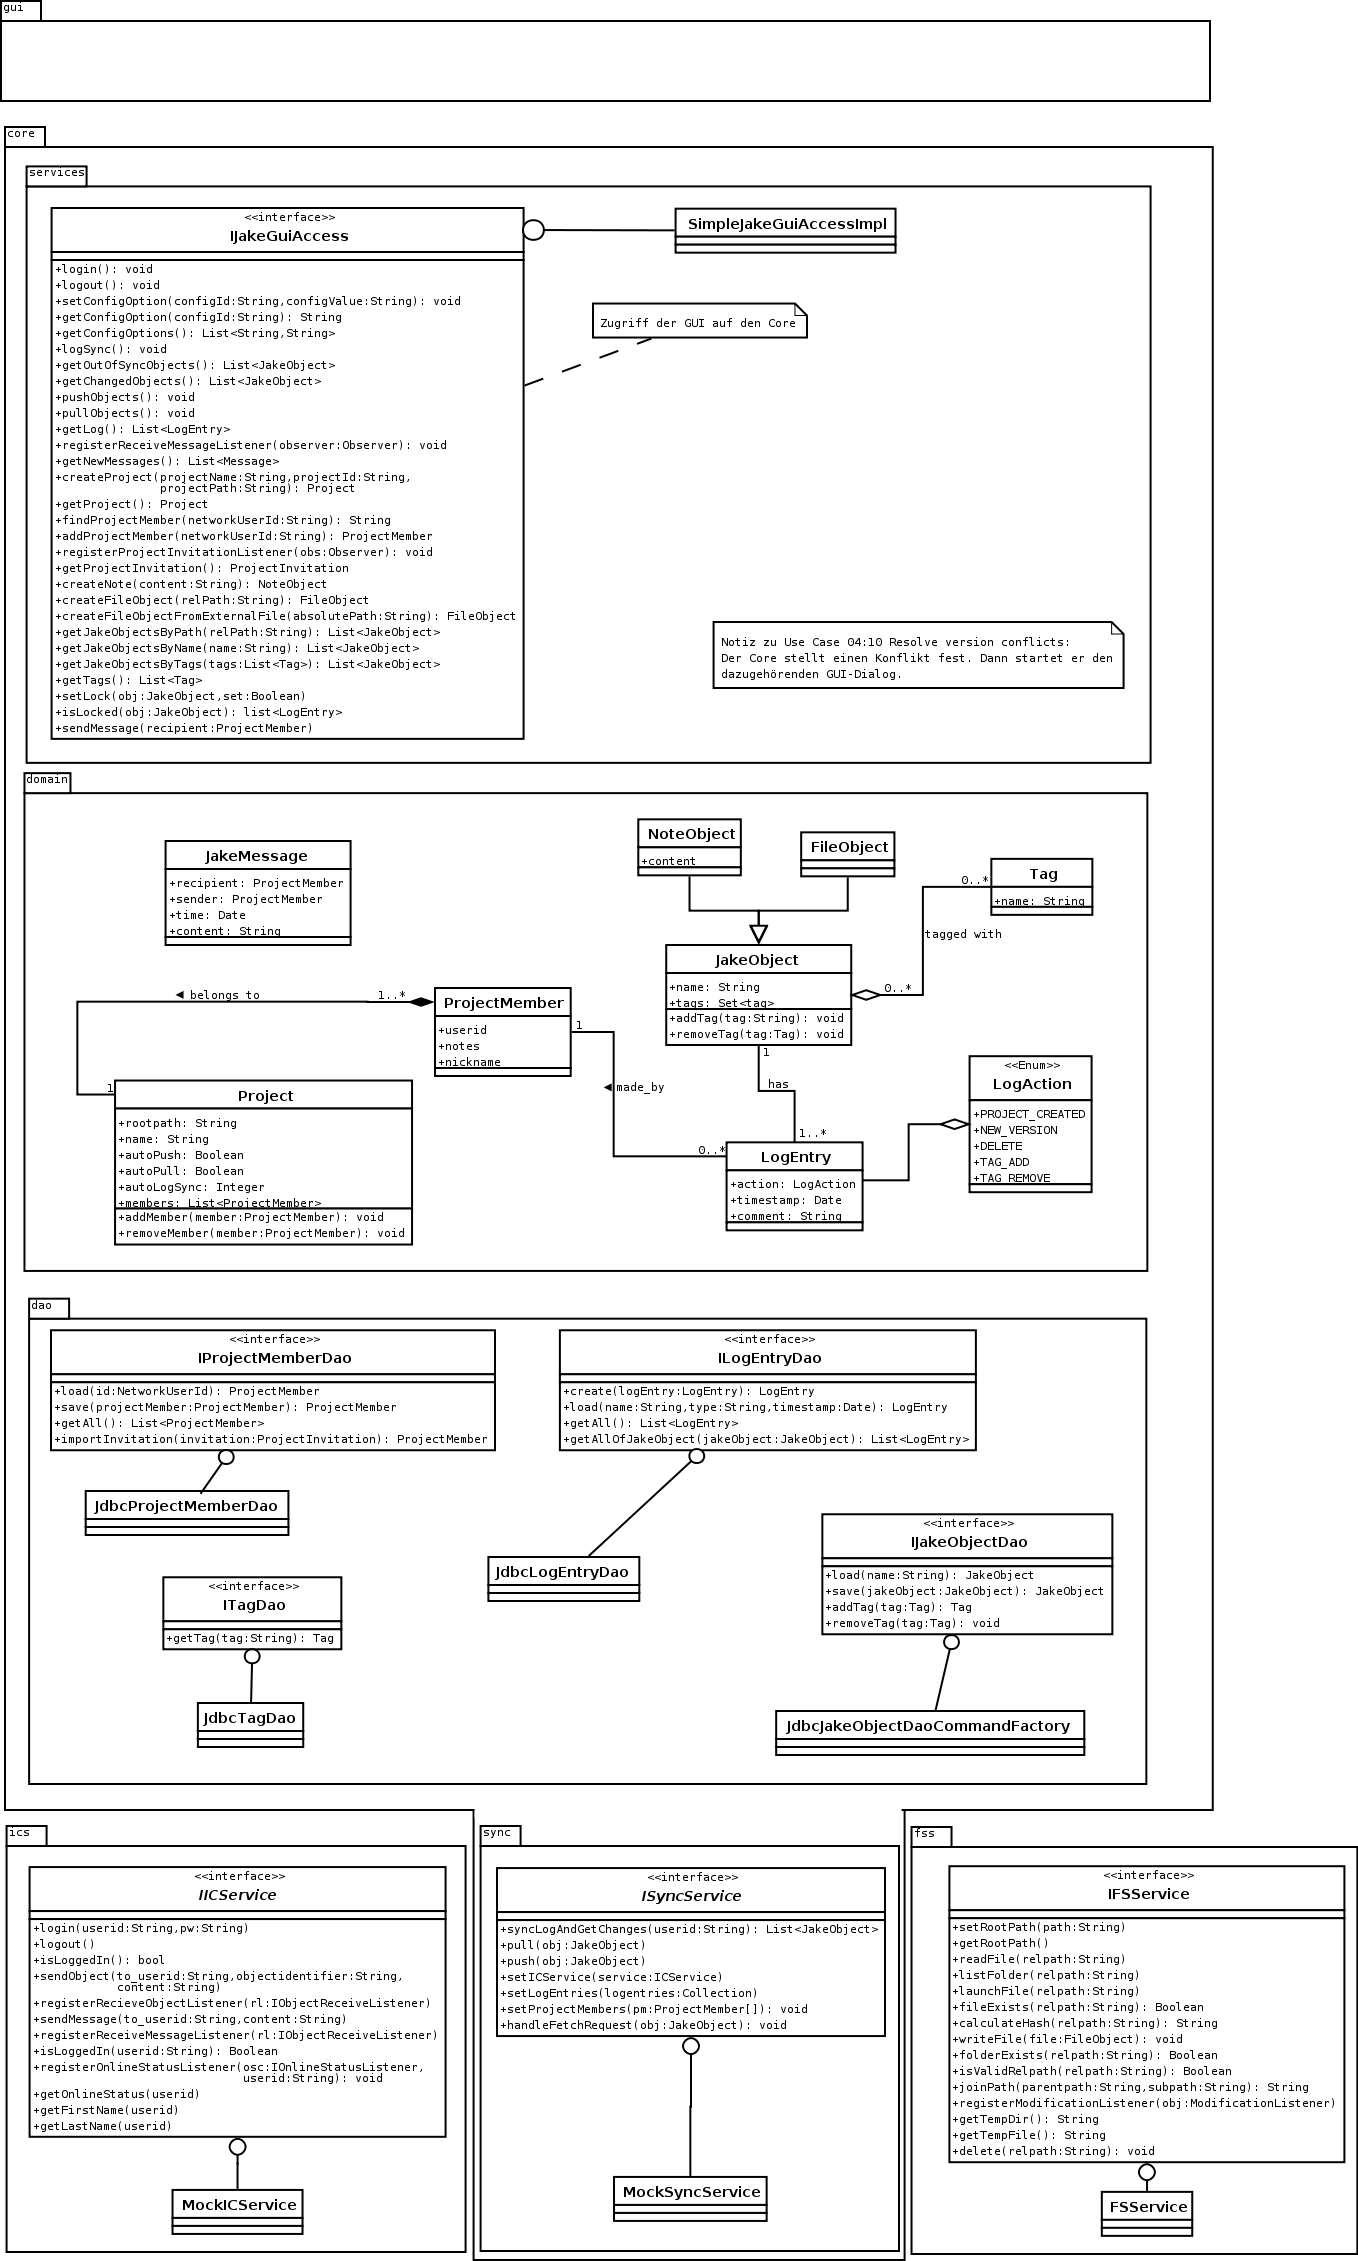 gui
core
services
<<interface>>
IJakeGuiAccess
+login(): void
+logout(): void
+setConfigOption(configId:String,configValue:String): void
+getConfigOption(configId:String): String
+getConfigOptions(): List<String,String>
+logSync(): void
+getOutOfSyncObjects(): List<JakeObject>
+getChangedObjects(): List<JakeObject>
+pushObjects(): void
+pullObjects(): void
+getLog(): List<LogEntry>
+registerReceiveMessageListener(observer:Observer): void
+getNewMessages(): List<Message>
+createProject(projectName:String,projectId:String,
projectPath:String): Project
+getProject(): Project
+findProjectMember(networkUserId:String): String
+addProjectMember(networkUserId:String): ProjectMember
+registerProjectInvitationListener(obs:Observer): void
+getProjectInvitation(): ProjectInvitation
+createNote(content:String): NoteObject
+createFileObject(relPath:String): FileObject
+createFileObjectFromExternalFile(absolutePath:String): FileObject
+getJakeObjectsByPath(relPath:String): List<JakeObject>
+getJakeObjectsByName(name:String): List<JakeObject>
+getJakeObjectsByTags(tags:List<Tag>): List<JakeObject>
+getTags(): List<Tag>
+setLock(obj:JakeObject,set:Boolean)
+isLocked(obj:JakeObject): list<LogEntry>
+sendMessage(recipient:ProjectMember)
SimpleJakeGuiAccessImpl
Zugriff der GUI auf den Core
Notiz zu Use Case 04:10 Resolve version conflicts:
Der Core stellt einen Konflikt fest. Dann startet er den
dazugehörenden GUI-Dialog.
domain
JakeMessage
+recipient: ProjectMember
+sender: ProjectMember
+time: Date
+content: String
NoteObject
+content
FileObject
Tag
+name: String
0..*
tagged with
0..*
JakeObject
+name: String
+tags: Set<tag>
+addTag(tag:String): void
+removeTag(tag:Tag): void
◄ belongs to
1..*
1
ProjectMember
+userid
+notes
+nickname
1
◄made_by
0..*
1
has
1..*
Project
+rootpath: String
+name: String
+autoPush: Boolean
+autoPull: Boolean
+autoLogSync: Integer
+members: List<ProjectMember>
+addMember(member:ProjectMember): void
+removeMember(member:ProjectMember): void
LogEntry
+action: LogAction
+timestamp: Date
+comment: String
<<Enum>>
LogAction
+PROJECT_CREATED
+NEW_VERSION
+DELETE
+TAG_ADD
+TAG_REMOVE
dao
<<interface>>
IProjectMemberDao
+load(id:NetworkUserId): ProjectMember
+save(projectMember:ProjectMember): ProjectMember
+getAll(): List<ProjectMember>
+importInvitation(invitation:ProjectInvitation): ProjectMember
JdbcProjectMemberDao
<<interface>>
ILogEntryDao
+create(logEntry:LogEntry): LogEntry
+load(name:String,type:String,timestamp:Date): LogEntry
+getAll(): List<LogEntry>
+getAllOfJakeObject(jakeObject:JakeObject): List<LogEntry>
JdbcLogEntryDao
<<interface>>
IJakeObjectDao
+load(name:String): JakeObject
+save(jakeObject:JakeObject): JakeObject
+addTag(tag:Tag): Tag
+removeTag(tag:Tag): void
JdbcJakeObjectDaoCommandFactory
<<interface>>
ITagDao
+getTag(tag:String): Tag
JdbcTagDao
ics
<<interface>>
IICService
+login(userid:String,pw:String)
+logout()
+isLoggedIn(): bool
+sendObject(to_userid:String,objectidentifier:String,
content:String)
+registerRecieveObjectListener(rl:IObjectReceiveListener)
+sendMessage(to_userid:String,content:String)
+registerReceiveMessageListener(rl:IObjectReceiveListener)
+isLoggedIn(userid:String): Boolean
+registerOnlineStatusListener(osc:IOnlineStatusListener,
userid:String): void
+getOnlineStatus(userid)
+getFirstName(userid)
+getLastName(userid)
MockICService
sync
<<interface>>
ISyncService
+syncLogAndGetChanges(userid:String): List<JakeObject>
+pull(obj:JakeObject)
+push(obj:JakeObject)
+setICService(service:ICService)
+setLogEntries(logentries:Collection)
+setProjectMembers(pm:ProjectMember[]): void
+handleFetchRequest(obj:JakeObject): void
MockSyncService
fss
<<interface>>
IFSService
+setRootPath(path:String)
+getRootPath()
+readFile(relpath:String)
+listFolder(relpath:String)
+launchFile(relpath:String)
+fileExists(relpath:String): Boolean
+calculateHash(relpath:String): String
+writeFile(file:FileObject): void
+folderExists(relpath:String): Boolean
+isValidRelpath(relpath:String): Boolean
+joinPath(parentpath:String,subpath:String): String
+registerModificationListener(obj:ModificationListener)
+getTempDir(): String
+getTempFile(): String
+delete(relpath:String): void
FSService